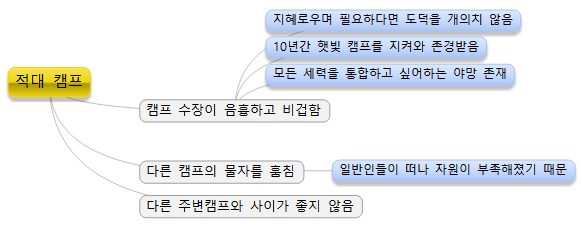 지혜로우며 필요하다면 도덕을 개의치 않음
10년간 햇빛 캠프를 지켜와 존경받음
모든 세력을 통합하고 싶어하는 야망 존재
적대 캠프
캠프 수장이 음흉하고 비겁함
다른 캠프의 물자를 훔침
일반인들이 떠나 자원이 부족해졌기 때문
다른 주변캠프와 사이가 좋지 않음